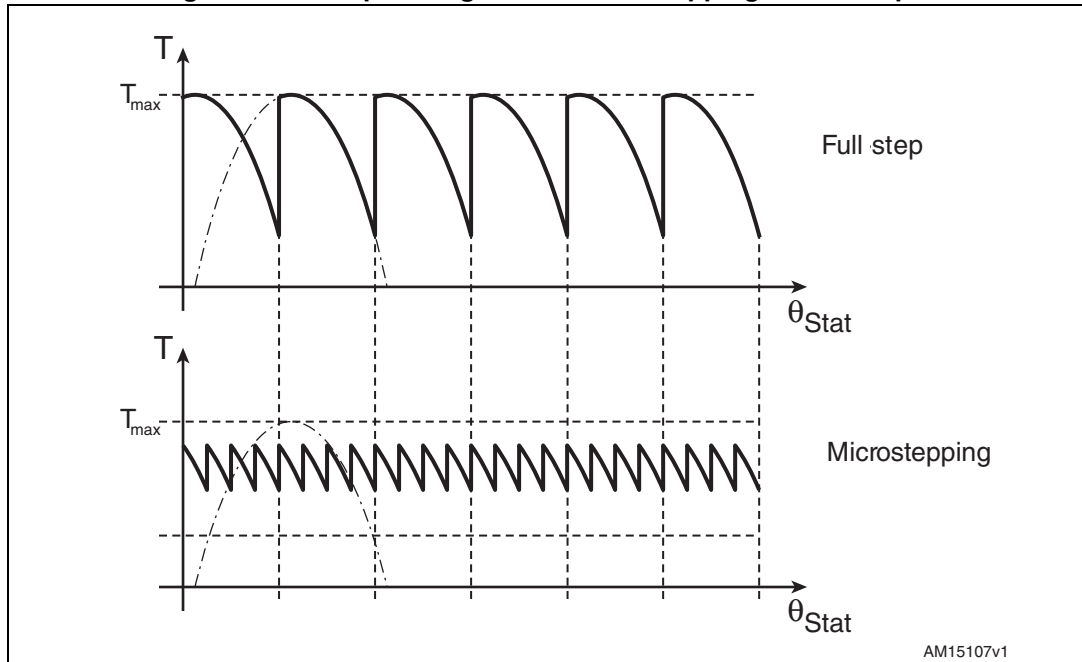 T
Tmax
Full step
θStat
T
Tmax
Microstepping
θStat
AM15107v1